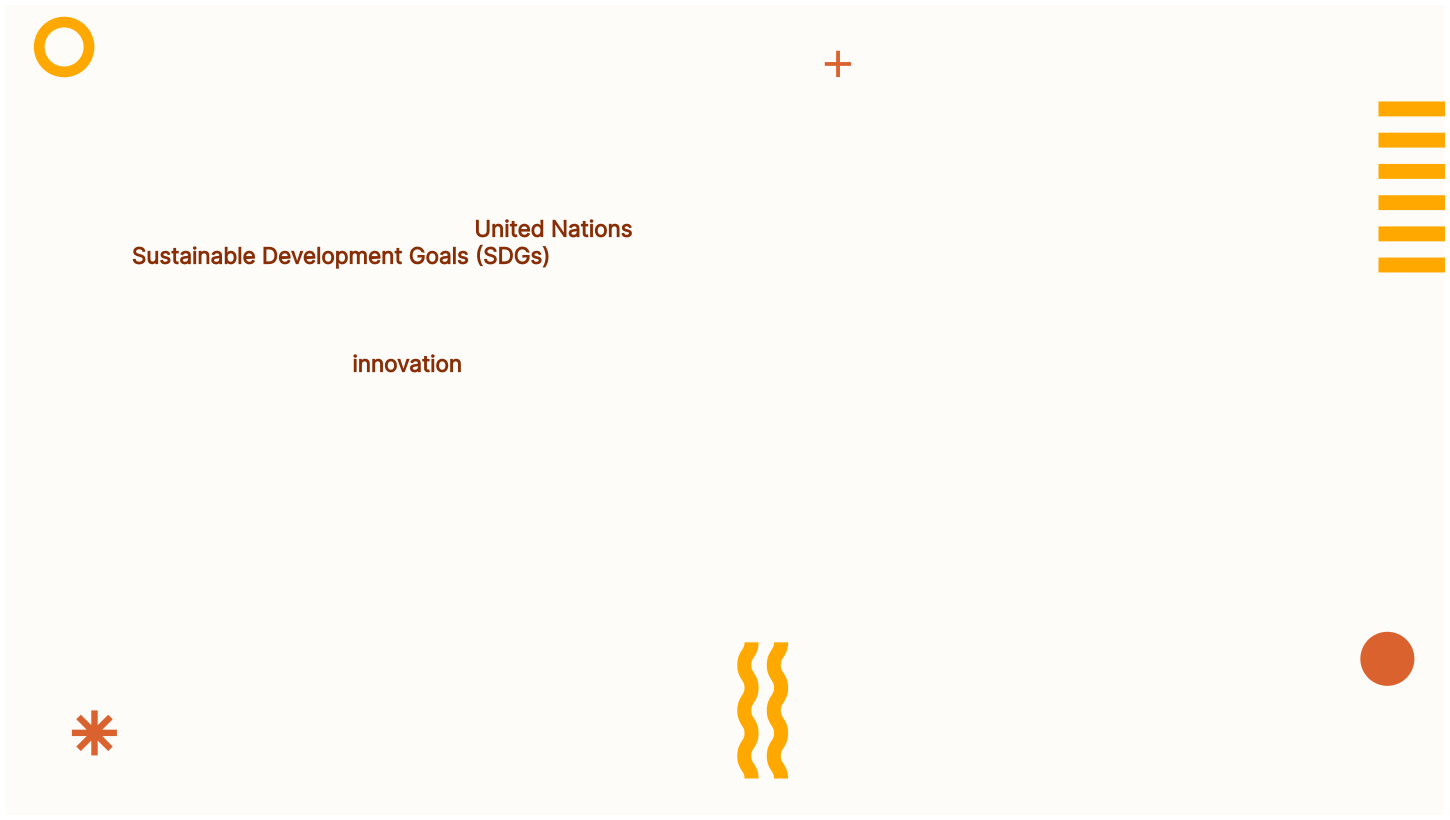 United Nations
Sustainable Development Goals (SDGs)
innovation